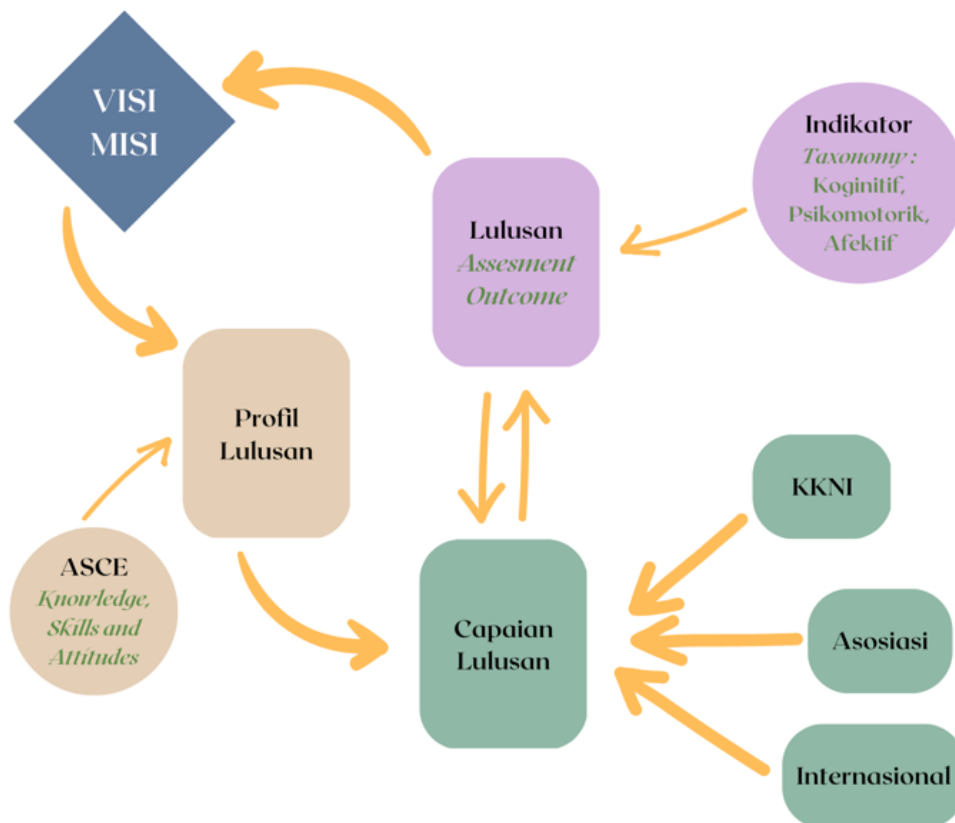 VISI
MISI
Indikator
Taxonomy :
Koginitif,
Psikomotorik,
Afektif
Lulusan
Assesment
Outcome
Profil
Lulusan
KKNI
ASCE
Knowledge,
Skills and
Attitudes
Capaian
Lulusan
Asosiasi
Internasional